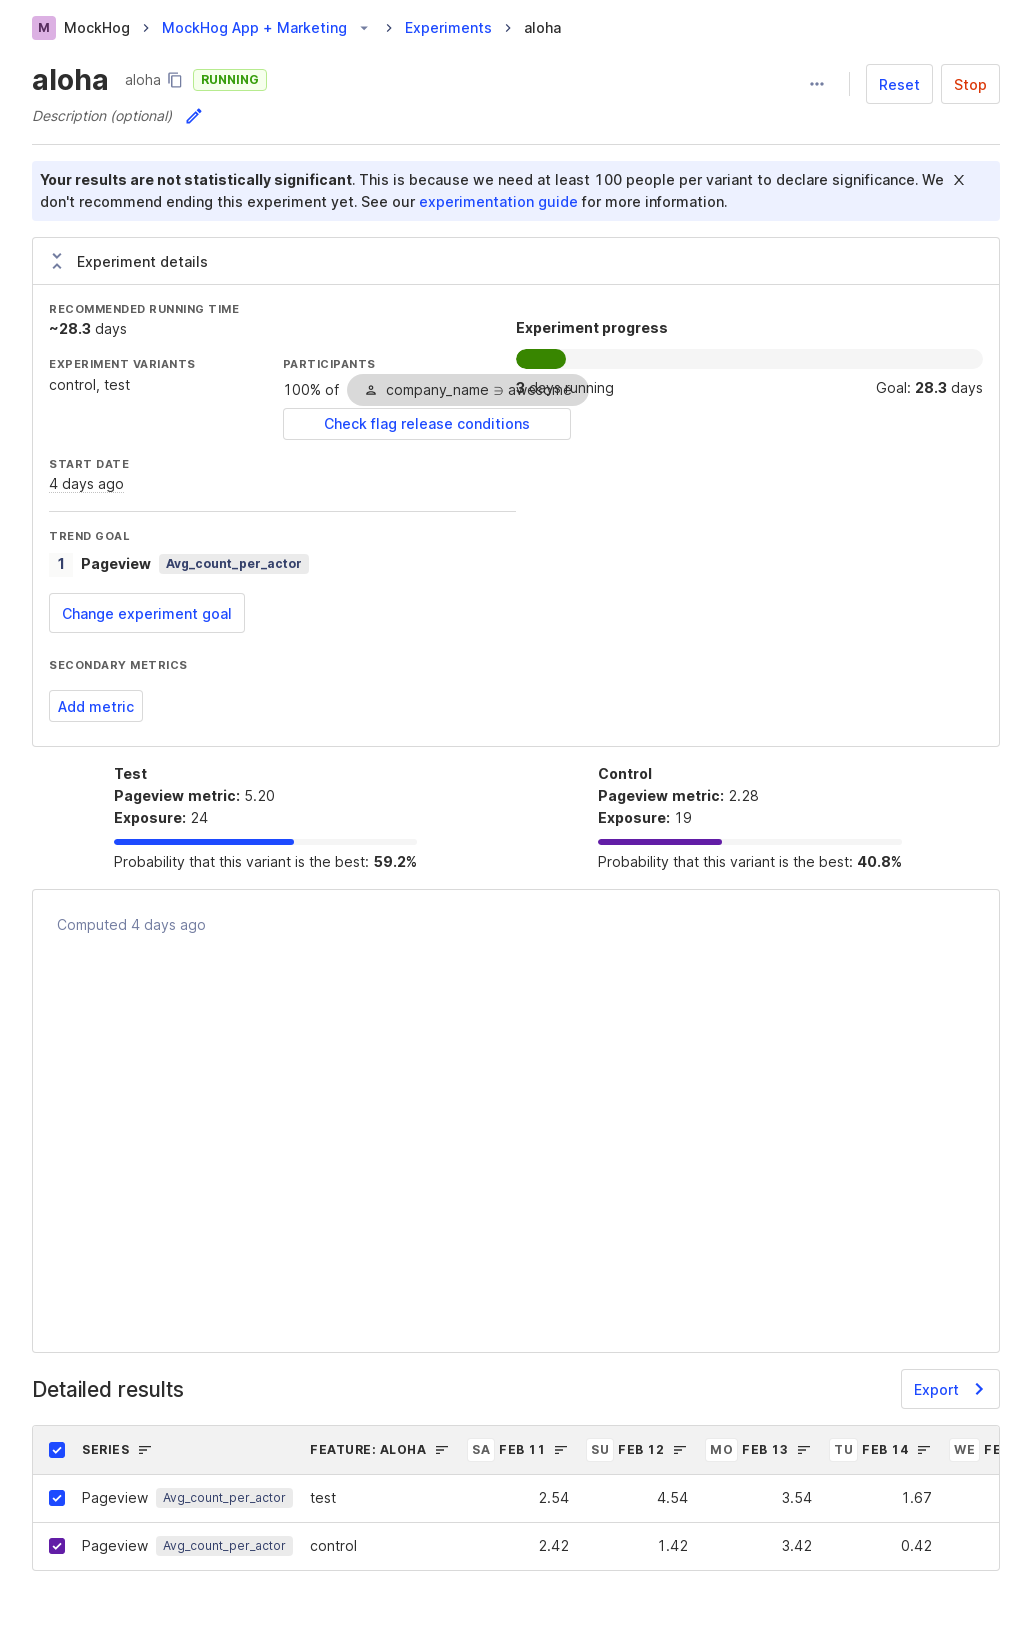 M MockHog > MockHog App + Marketing > Experiments > aloha
aloha aloha RUNNING
Reset Stop
Description (optional)
Your results are not statistically significant. This is because we need at least 100 people per variant to declare significance. We
don't recommend ending this experiment yet. See our experimentation guide for more information.
Experiment details
RECOMMENDED RUNNING TIME
~28.3 days
EXPERIMENT VARIANTS
control, test
PARTICIPANTS
100% of company_name ∋ awesome
Check flag release conditions
Experiment progress
3 days running
Goal: 28.3 days
START DATE
4 days ago
TREND GOAL
1 Pageview Avg_count_per_actor
Change experiment goal
SECONDARY METRICS
Add metric
Test
Pageview metric: 5.20
Exposure: 24
Probability that this variant is the best: 59.2%
Control
Pageview metric: 2.28
Exposure: 19
Probability that this variant is the best: 40.8%
Computed 4 days ago
Detailed results
Export
SERIES FEATURE: ALOHA SA FEB 11 SU FEB 12 MO FEB 13 TU FEB 14 WE FE
Pageview Avg_count_per_actor test 2.54 4.54 3.54 1.67
Pageview Avg_count_per_actor control 2.42 1.42 3.42 0.42